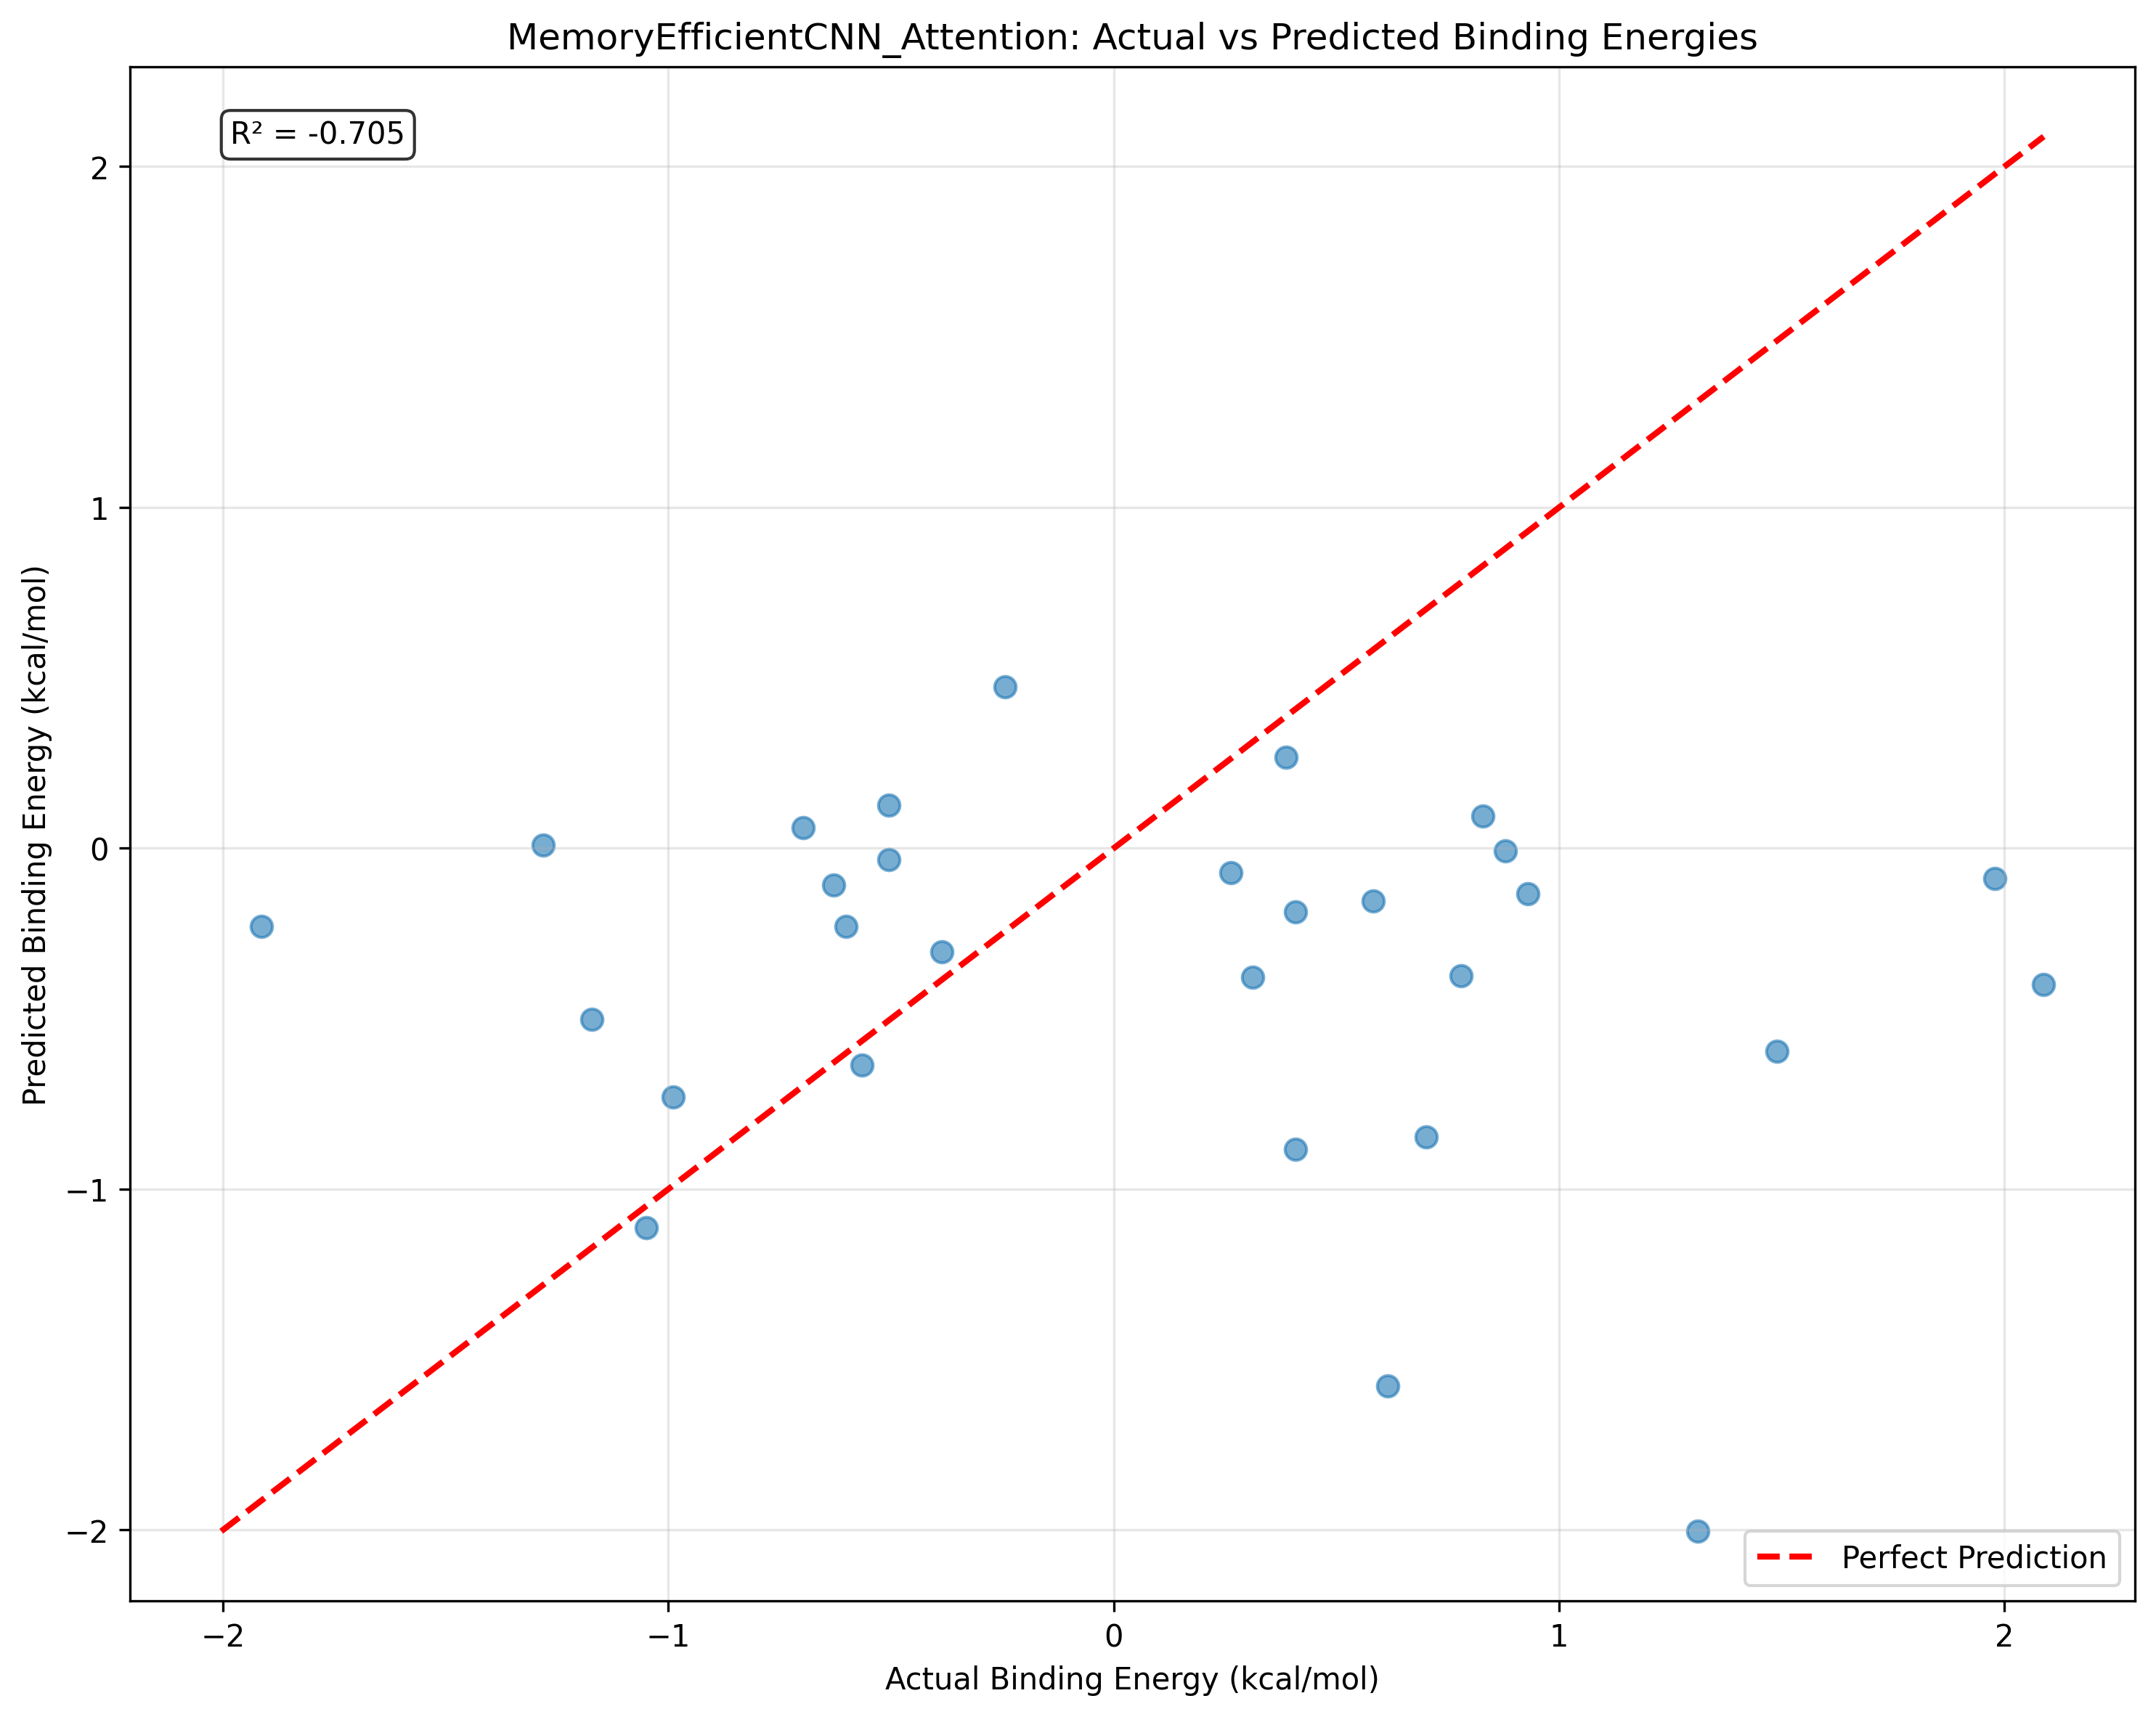 MemoryEfficientCNN_Attention: Actual vs Predicted Binding Energies
R² = -0.705
Predicted Binding Energy (kcal/mol)
2
1
0
−1
−2
Perfect Prediction
−2 −1 0 1 2
Actual Binding Energy (kcal/mol)